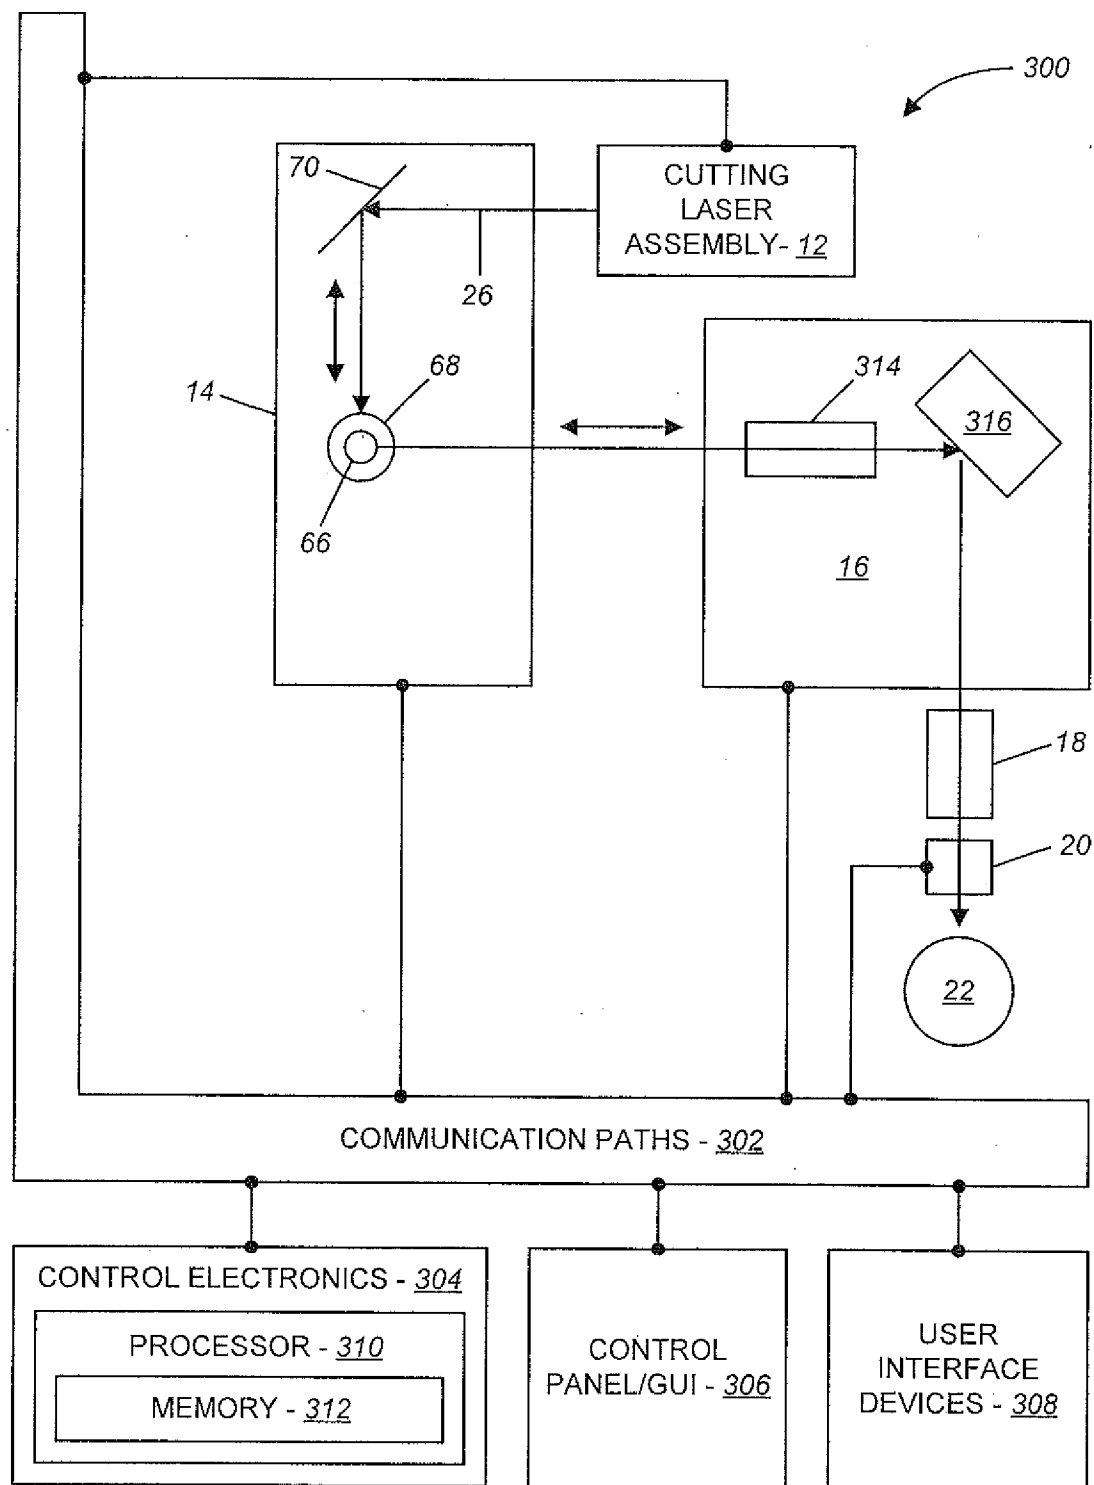 300
70
CUTTING
LASER
ASSEMBLY- 12
26
14
68
314
316
66
16
18
20
22
COMMUNICATION PATHS - 302
CONTROL ELECTRONICS - 304
PROCESSOR - 310
MEMORY - 312
CONTROL
PANEL/GUI - 306
USER
INTERFACE
DEVICES - 308